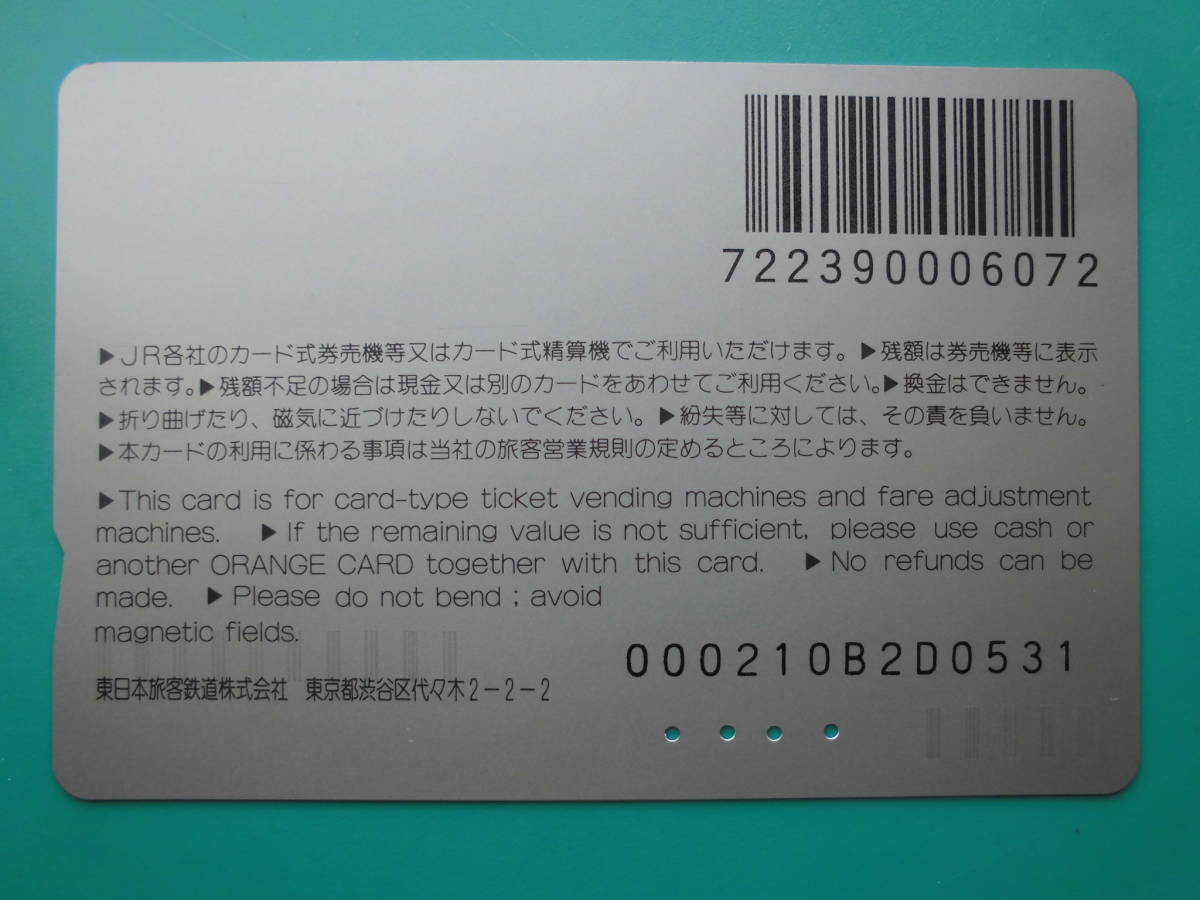 722390006072
▶JR各社のカード式券売機等又はカード式精算機でご利用いただけます。▶残額は券売機等に表示
されます。▶残額不足の場合は現金又は別のカードをあわせてご利用ください。▶換金はできません。
▶折り曲げたり、磁気に近づけたりしないでください。▶紛失等に対しては、その責を負いません。
▶本カードの利用に係わる事項は当社の旅客営業規則の定めるところによります。
▶This card is for card-type ticket vending machines and fare adjustment
machines. ▶If the remaining value is not sufficient, please use cash or
another ORANGE CARD together with this card. ▶No refunds can be
made. ▶Please do not bend ; avoid
magnetic fields.
000210B2D0531
東日本旅客鉄道株式会社 東京都渋谷区代々木2-2-2